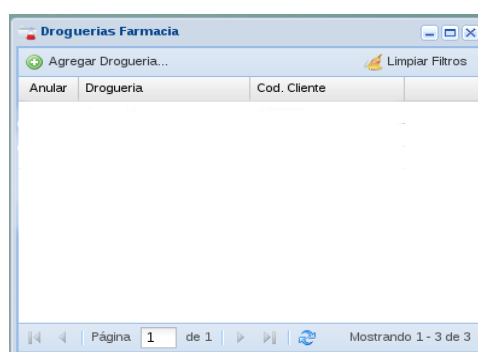 Droguerias Farmacia
Agregar Drogueria... Limpiar Filtros
Anular Drogueria Cod. Cliente
Página 1 de 1 Mostrando 1 - 3 de 3